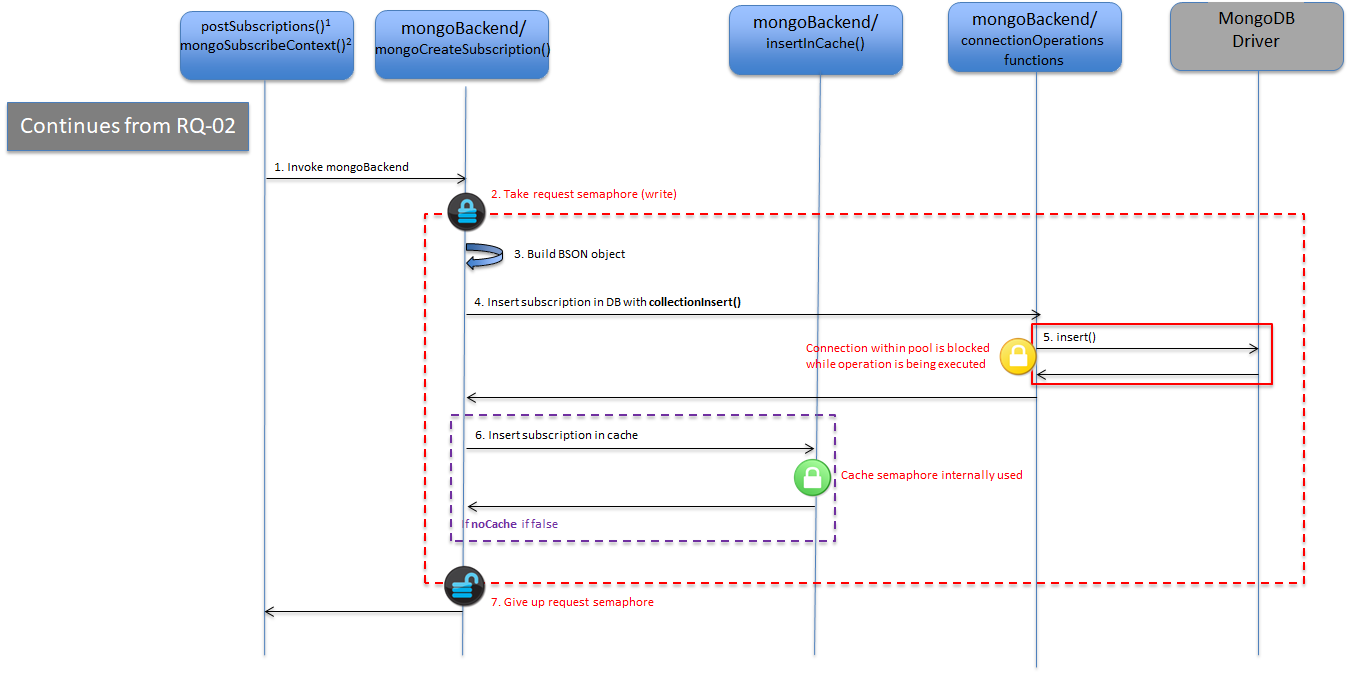 postSubscriptions()1
mongoSubscribeContext()2
mongoBackend/
mongoCreateSubscription()
mongoBackend/
insertInCache()
mongoBackend/
connectionOperations
functions
MongoDB
Driver
Continues from RQ-02
1. Invoke mongoBackend
2. Take request semaphore (write)
3. Build BSON object
4. Insert subscription in DB with collectionInsert()
5. insert()
Connection within pool is blocked
while operation is being executed
6. Insert subscription in cache
Cache semaphore internally used
If noCache if false
7. Give up request semaphore